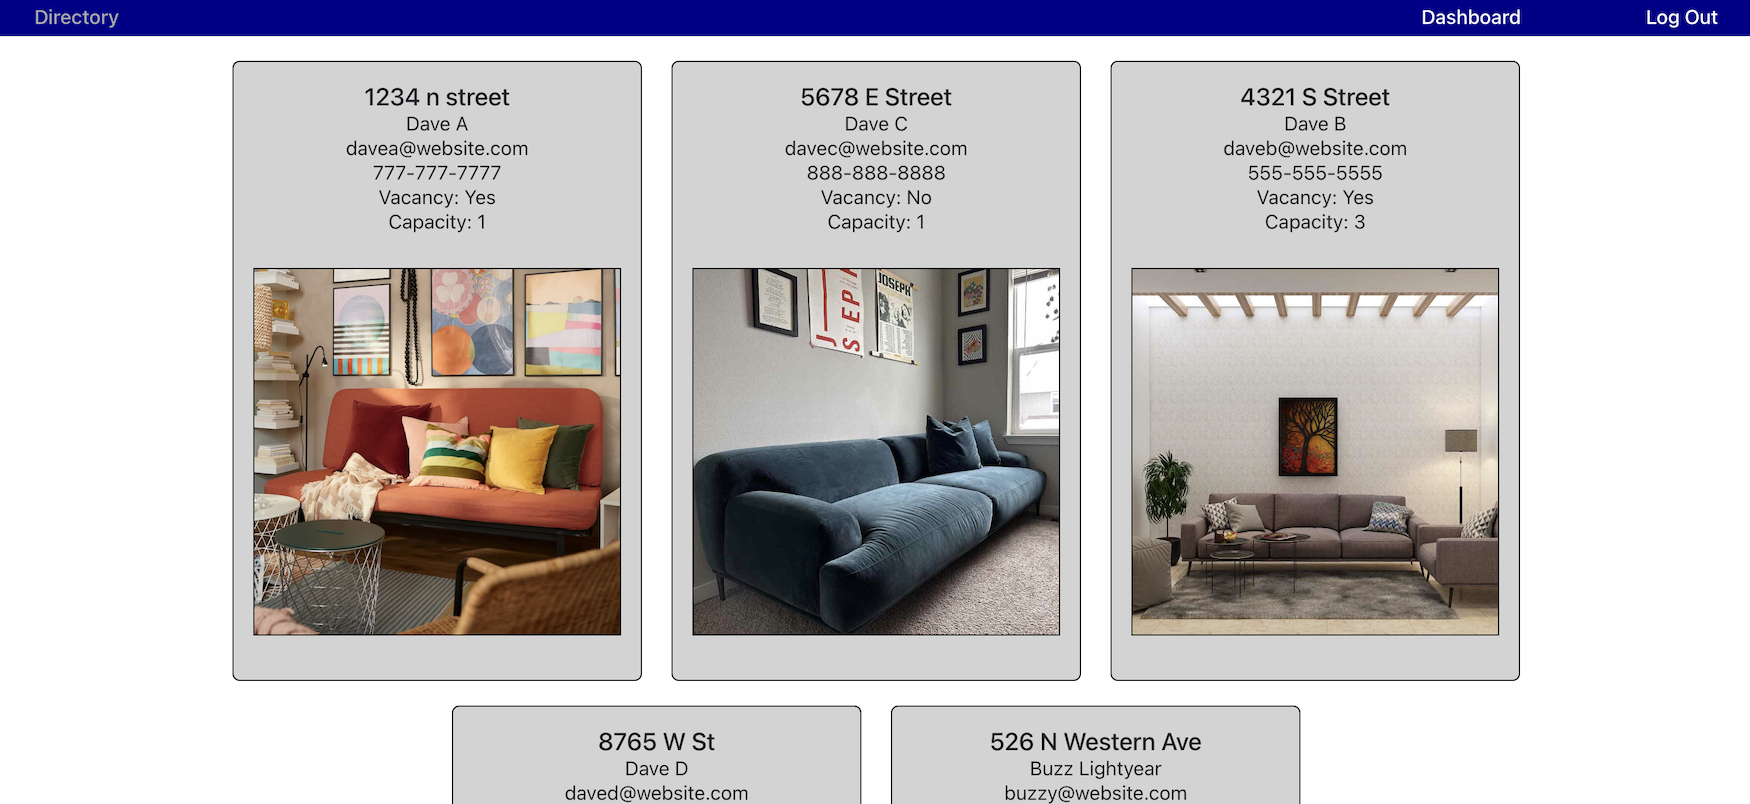 Directory
Dashboard
Log Out
1234 n street
Dave A
davea@website.com
777-777-7777
Vacancy: Yes
Capacity: 1
5678 E Street
Dave C
davec@website.com
888-888-8888
Vacancy: No
Capacity: 1
JOSEPH
4321 S Street
Dave B
daveb@website.com
555-555-5555
Vacancy: Yes
Capacity: 3
8765 W St
Dave D
daved@website.com
526 N Western Ave
Buzz Lightyear
buzzy@website.com